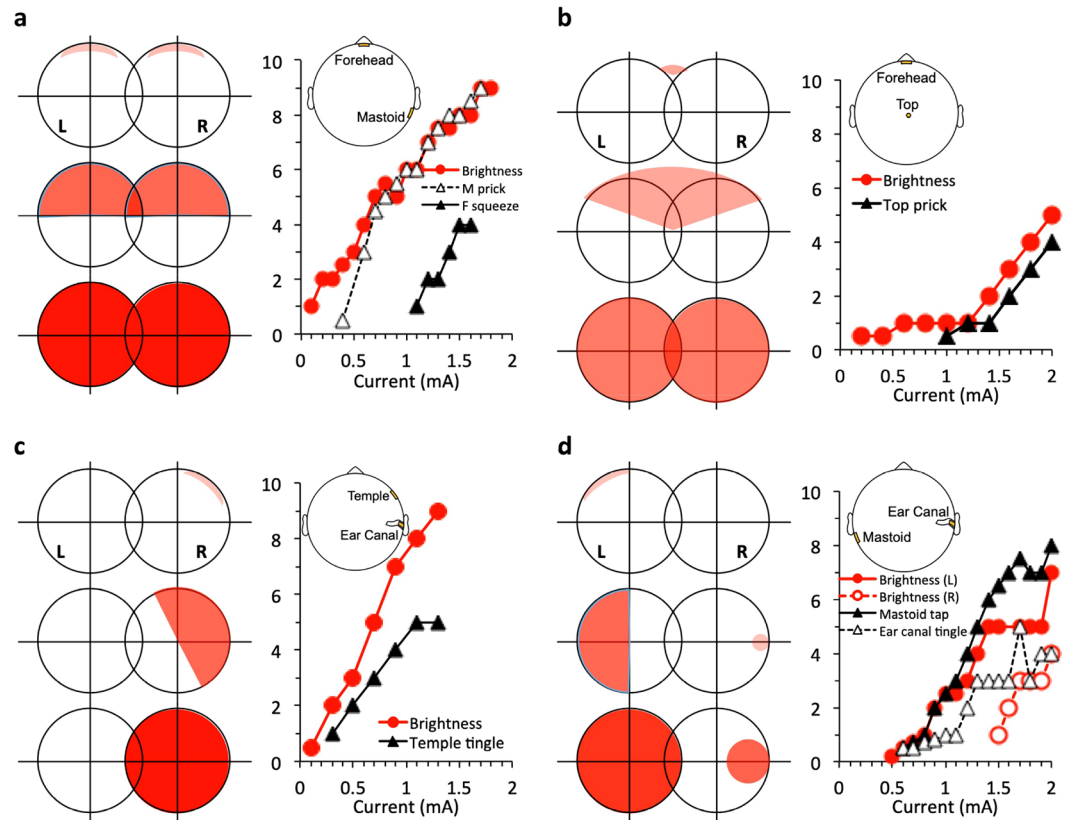 a
L
R
10
8
6
4
2
0
0
0.5
1
1.5
2
Current (mA)
Forehead
Mastoid
Brightness
M prick
F squeeze
b
L
R
10
8
6
4
2
0
0
0.5
1
1.5
2
Current (mA)
Forehead
Top
Brightness
Top prick
c
L
R
10
8
6
4
2
0
0
0.5
1
1.5
2
Current (mA)
Temple
Ear Canal
Brightness
Temple tingle
d
L
R
10
8
6
4
2
0
0
0.5
1
1.5
2
Current (mA)
Ear Canal
Mastoid
Brightness (L)
Brightness (R)
Mastoid tap
Ear canal tingle